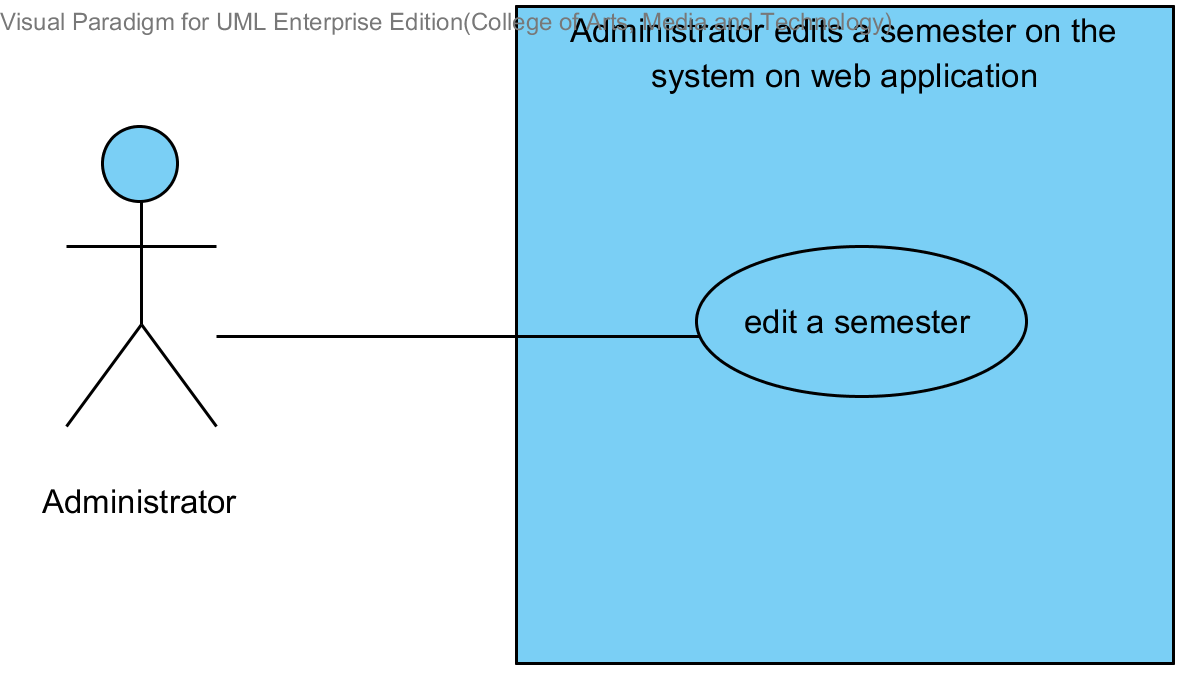 Visual Paradigm for UML Enterprise Edition(College of Arts, Media and Technology)
Administrator edits a semester on the
system on web application
edit a semester
Administrator